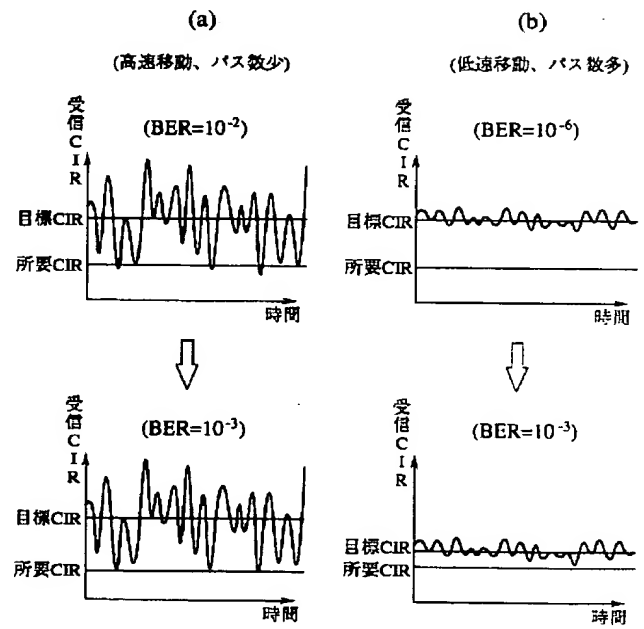 (a)
(高速移動、パス数少)
(BER=10⁻²)
受信CIR
目標CIR
所要CIR
時間
(BER=10⁻³)
受信CIR
目標CIR
所要CIR
時間
(b)
(低遠移動、パス数多)
(BER=10⁻⁶)
受信CIR
目標CIR
所要CIR
時間
(BER=10⁻³)
受信CIR
目標CIR
所要CIR
時間